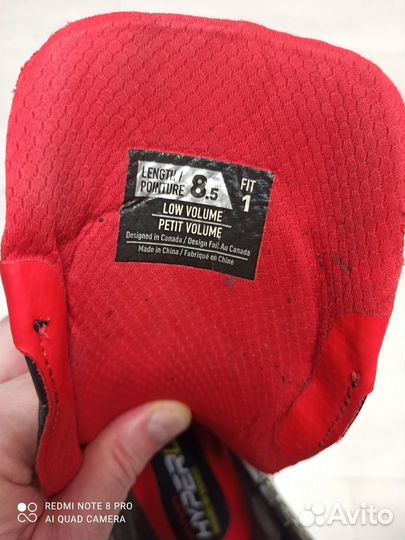 LENGTH / 8.5 FIT
POINTURE 1
LOW VOLUME
PETIT VOLUME
Designed in Canada / Design Fait Au Canada
Made in China / Fabriqué en Chine
HYPER
REDMI NOTE 8 PRO
AI QUAD CAMERA
Avito